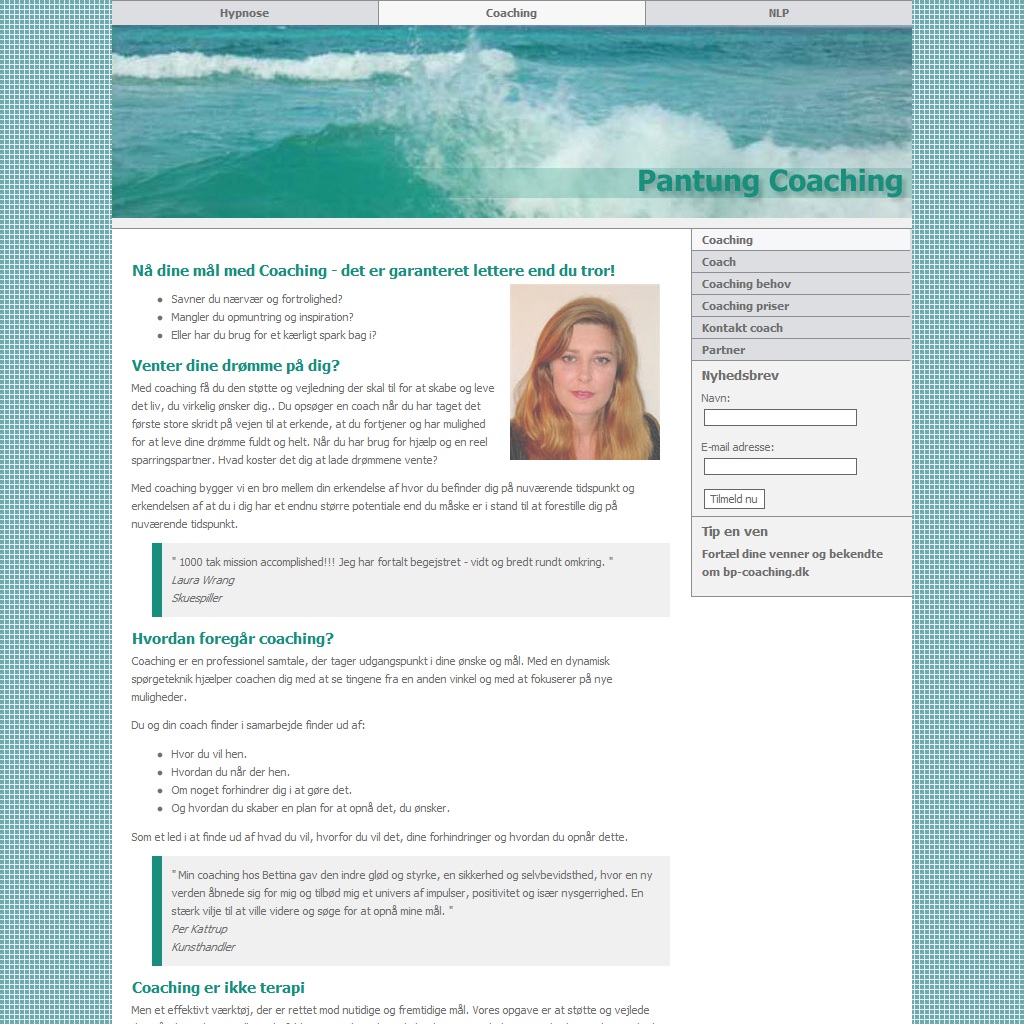 Hypnose
Coaching
NLP
Pantung Coaching
Nå dine mål med Coaching - det er garanteret lettere end du tror!
Savner du nærvær og fortrolighed?
Mangler du opmuntring og inspiration?
Eller har du brug for et kærligt spark bag i?
Venter dine drømme på dig?
Med coaching få du den støtte og vejledning der skal til for at skabe og leve
det liv, du virkelig ønsker dig.. Du opsøger en coach når du har taget det
første store skridt på vejen til at erkende, at du fortjener og har mulighed
for at leve dine drømme fuldt og helt. Når du har brug for hjælp og en reel
sparringspartner. Hvad koster det dig at lade drømmene vente?
Med coaching bygger vi en bro mellem din erkendelse af hvor du befinder dig på nuværende tidspunkt og
erkendelsen af at du i dig har et endnu større potentiale end du måske er i stand til at forestille dig på
nuværende tidspunkt.
" 1000 tak mission accomplished!!! Jeg har fortalt begejstret - vidt og bredt rundt omkring. "
Laura Wrang
Skuespiller
Hvordan foregår coaching?
Coaching er en professionel samtale, der tager udgangspunkt i dine ønske og mål. Med en dynamisk
spørgeteknik hjælper coachen dig med at se tingene fra en anden vinkel og med at fokuserer på nye
muligheder.
Du og din coach finder i samarbejde finder ud af:
Hvor du vil hen.
Hvordan du når der hen.
Om noget forhindrer dig i at gøre det.
Og hvordan du skaber en plan for at opnå det, du ønsker.
Som et led i at finde ud af hvad du vil, hvorfor du vil det, dine forhindringer og hvordan du opnår dette.
" Min coaching hos Bettina gav den indre glød og styrke, en sikkerhed og selvbevidsthed, hvor en ny
verden åbnede sig for mig og tilbød mig et univers af impulser, positivitet og især nysgerrighed. En
stærk vilje til at ville videre og søge for at opnå mine mål. "
Per Kattrup
Kunsthandler
Coaching er ikke terapi
Men et effektivt værktøj, der er rettet mod nutidige og fremtidige mål. Vores opgave er at støtte og vejlede
Coaching
Coach
Coaching behov
Coaching priser
Kontakt coach
Partner
Nyhedsbrev
Navn:
E-mail adresse:
Tilmeld nu
Tip en ven
Fortæl dine venner og bekendte
om bp-coaching.dk